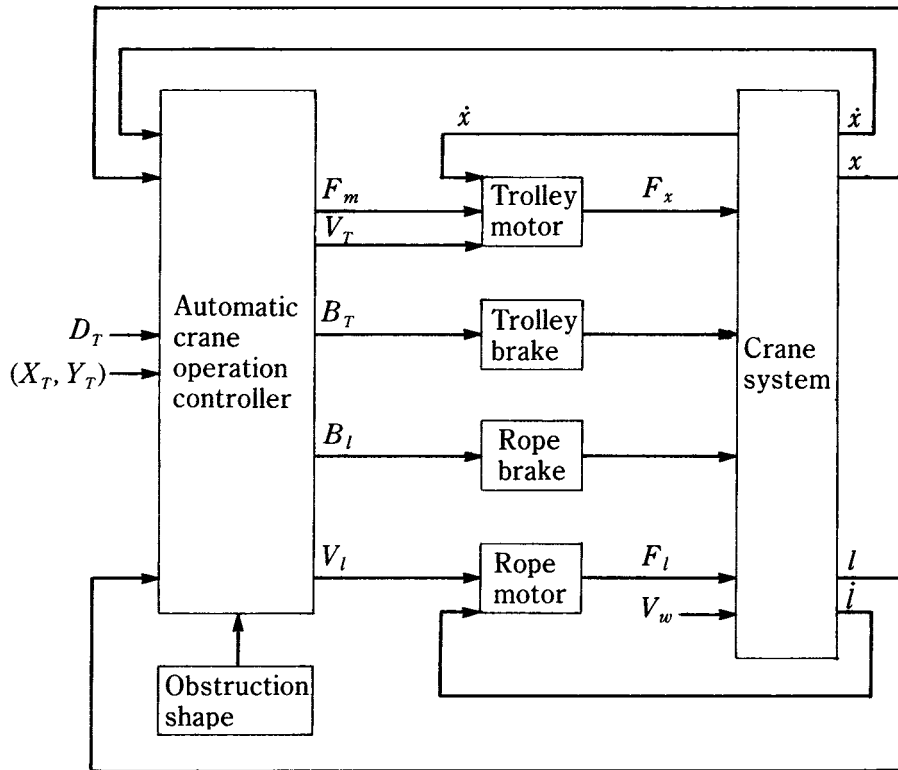 ẋ
ẋ
x
F_m
Trolley
motor
F_x
V_T
Automatic
crane
operation
controller
D_T
(X_T, Y_T)
B_T
Trolley
brake
Crane
system
B_l
Rope
brake
V_l
Rope
motor
F_l
l
V_w
l̇
Obstruction
shape